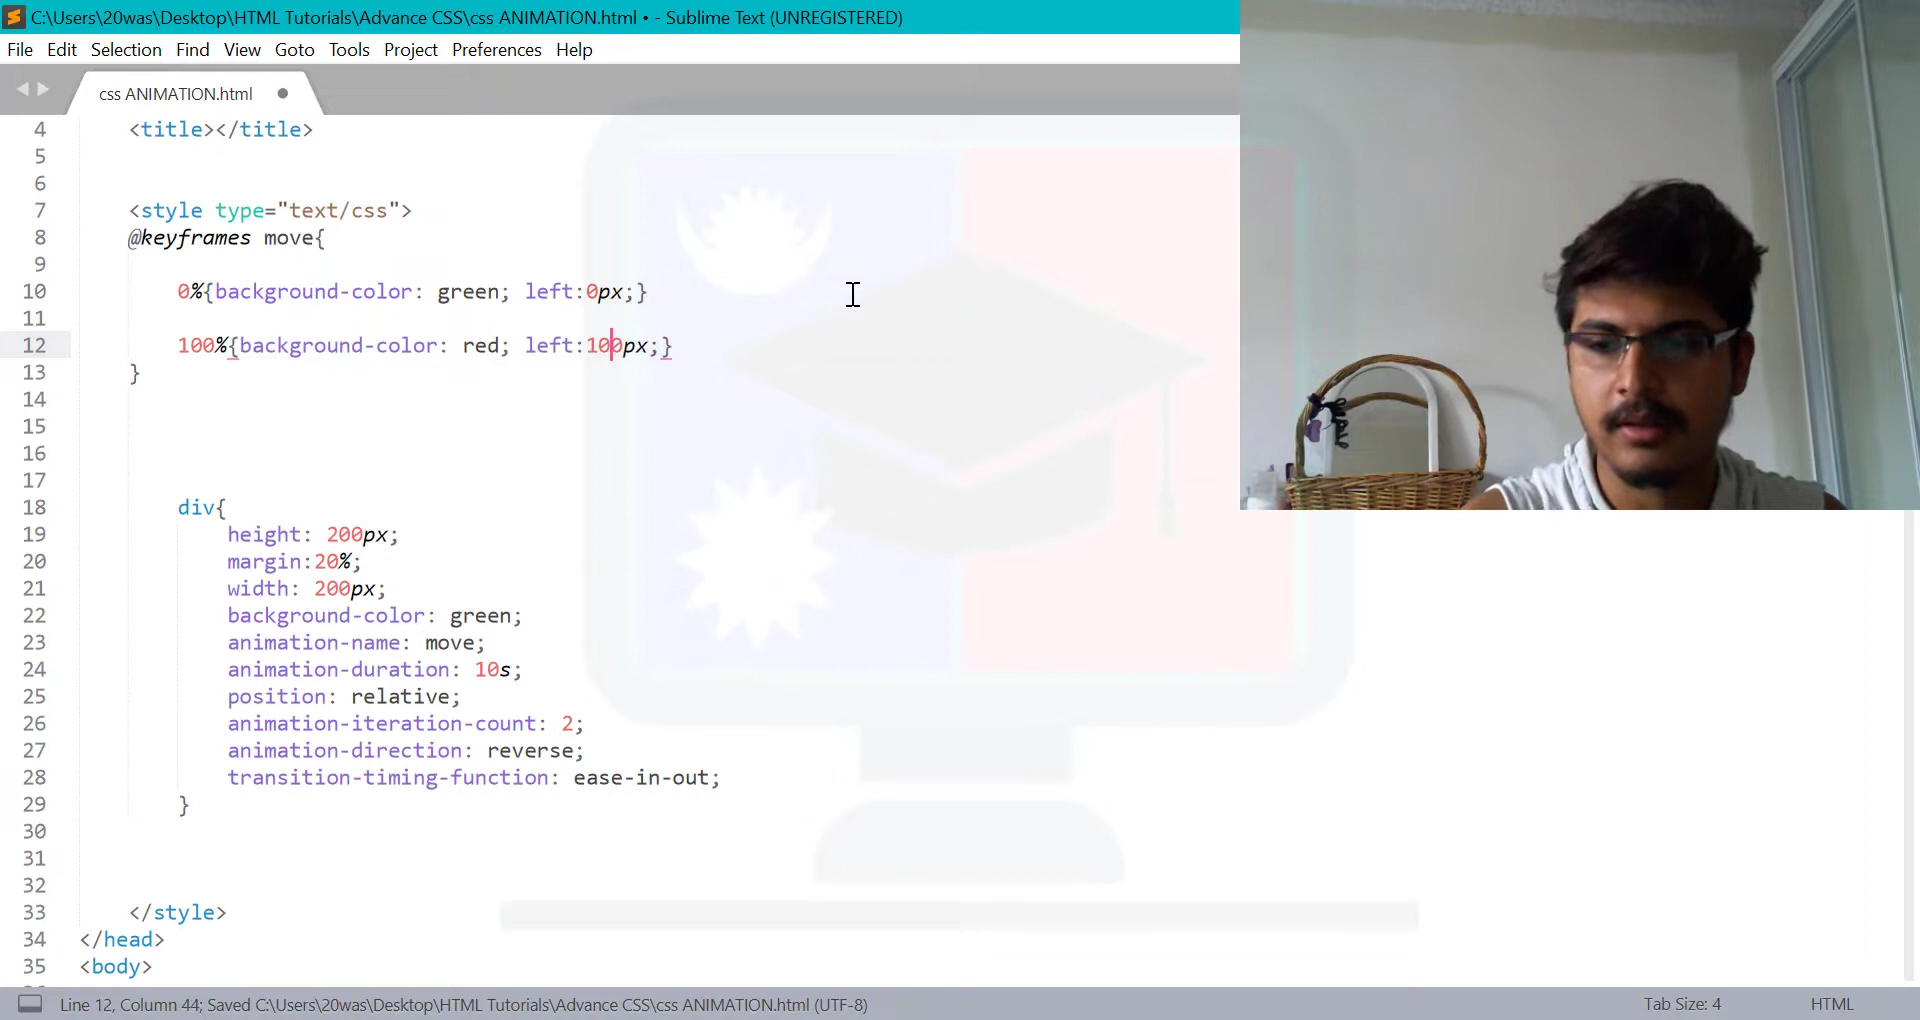 C:\Users\20was\Desktop\HTML Tutorials\Advance CSS\css ANIMATION.html • - Sublime Text (UNREGISTERED)
File Edit Selection Find View Goto Tools Project Preferences Help
css ANIMATION.html
4 <title></title>
5
6
7 <style type="text/css">
8 @keyframes move{
9
10 0%{background-color: green; left:0px;}
11
12 100%{background-color: red; left:100px;}
13 }
14
15
16
17
18 div{
19 height: 200px;
20 margin:20%;
21 width: 200px;
22 background-color: green;
23 animation-name: move;
24 animation-duration: 10s;
25 position: relative;
26 animation-iteration-count: 2;
27 animation-direction: reverse;
28 transition-timing-function: ease-in-out;
29 }
30
31
32
33 </style>
34 </head>
35 <body>
Line 12, Column 44; Saved C:\Users\20was\Desktop\HTML Tutorials\Advance CSS\css ANIMATION.html (UTF-8) Tab Size: 4 HTML